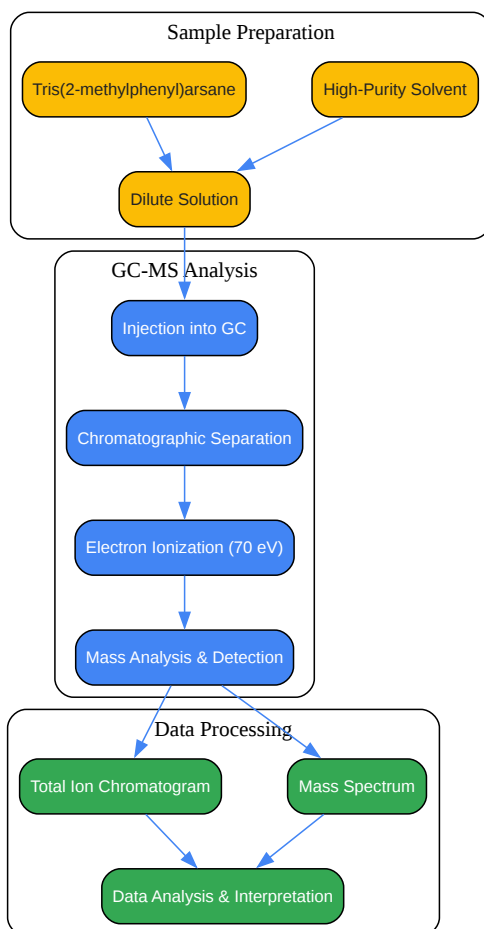 Sample Preparation
Tris(2-methylphenyl)arsane
High-Purity Solvent
Dilute Solution
GC-MS Analysis
Injection into GC
Chromatographic Separation
Electron Ionization (70 eV)
Mass Analysis & Detection
Data Processing
Total Ion Chromatogram
Mass Spectrum
Data Analysis & Interpretation